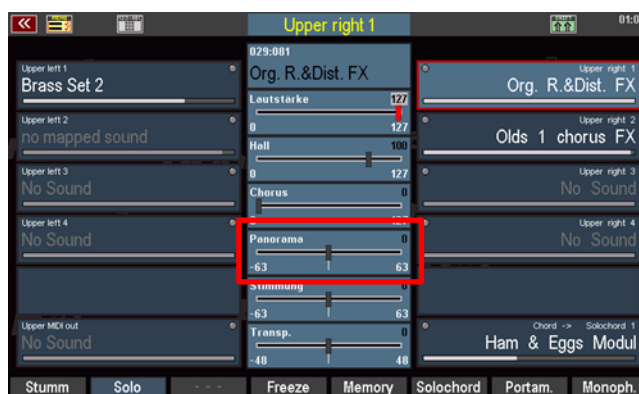 Upper right 1
01:0
029:081
Org. R.&Dist. FX
Upper left 1
Brass Set 2
Upper left 2
no mapped sound
Upper left 3
No Sound
Upper left 4
No Sound
Upper MIDI out
No Sound
Lautstärke 127
0 127
Hall 100
0 127
Chorus 0
Panorama 0
-63 63
Stimmung 0
-63 63
Transp. 0
-48 48
Upper right 1
Org. R.&Dist. FX
Upper right 2
Olds 1 chorus FX
Upper right 3
No Sound
Upper right 4
No Sound
Chord -> Solochord 1
Ham & Eggs Modul
Stumm Solo - - - Freeze Memory Solochord Portam. Monoph.